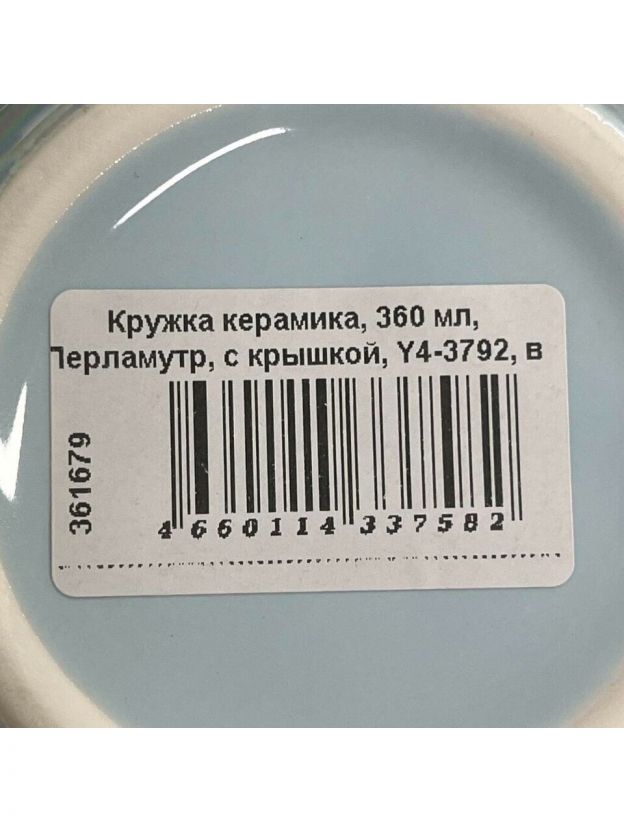 Кружка керамика, 360 мл,
Перламутр, с крышкой, Y4-3792, в
361679
4 660114 337582